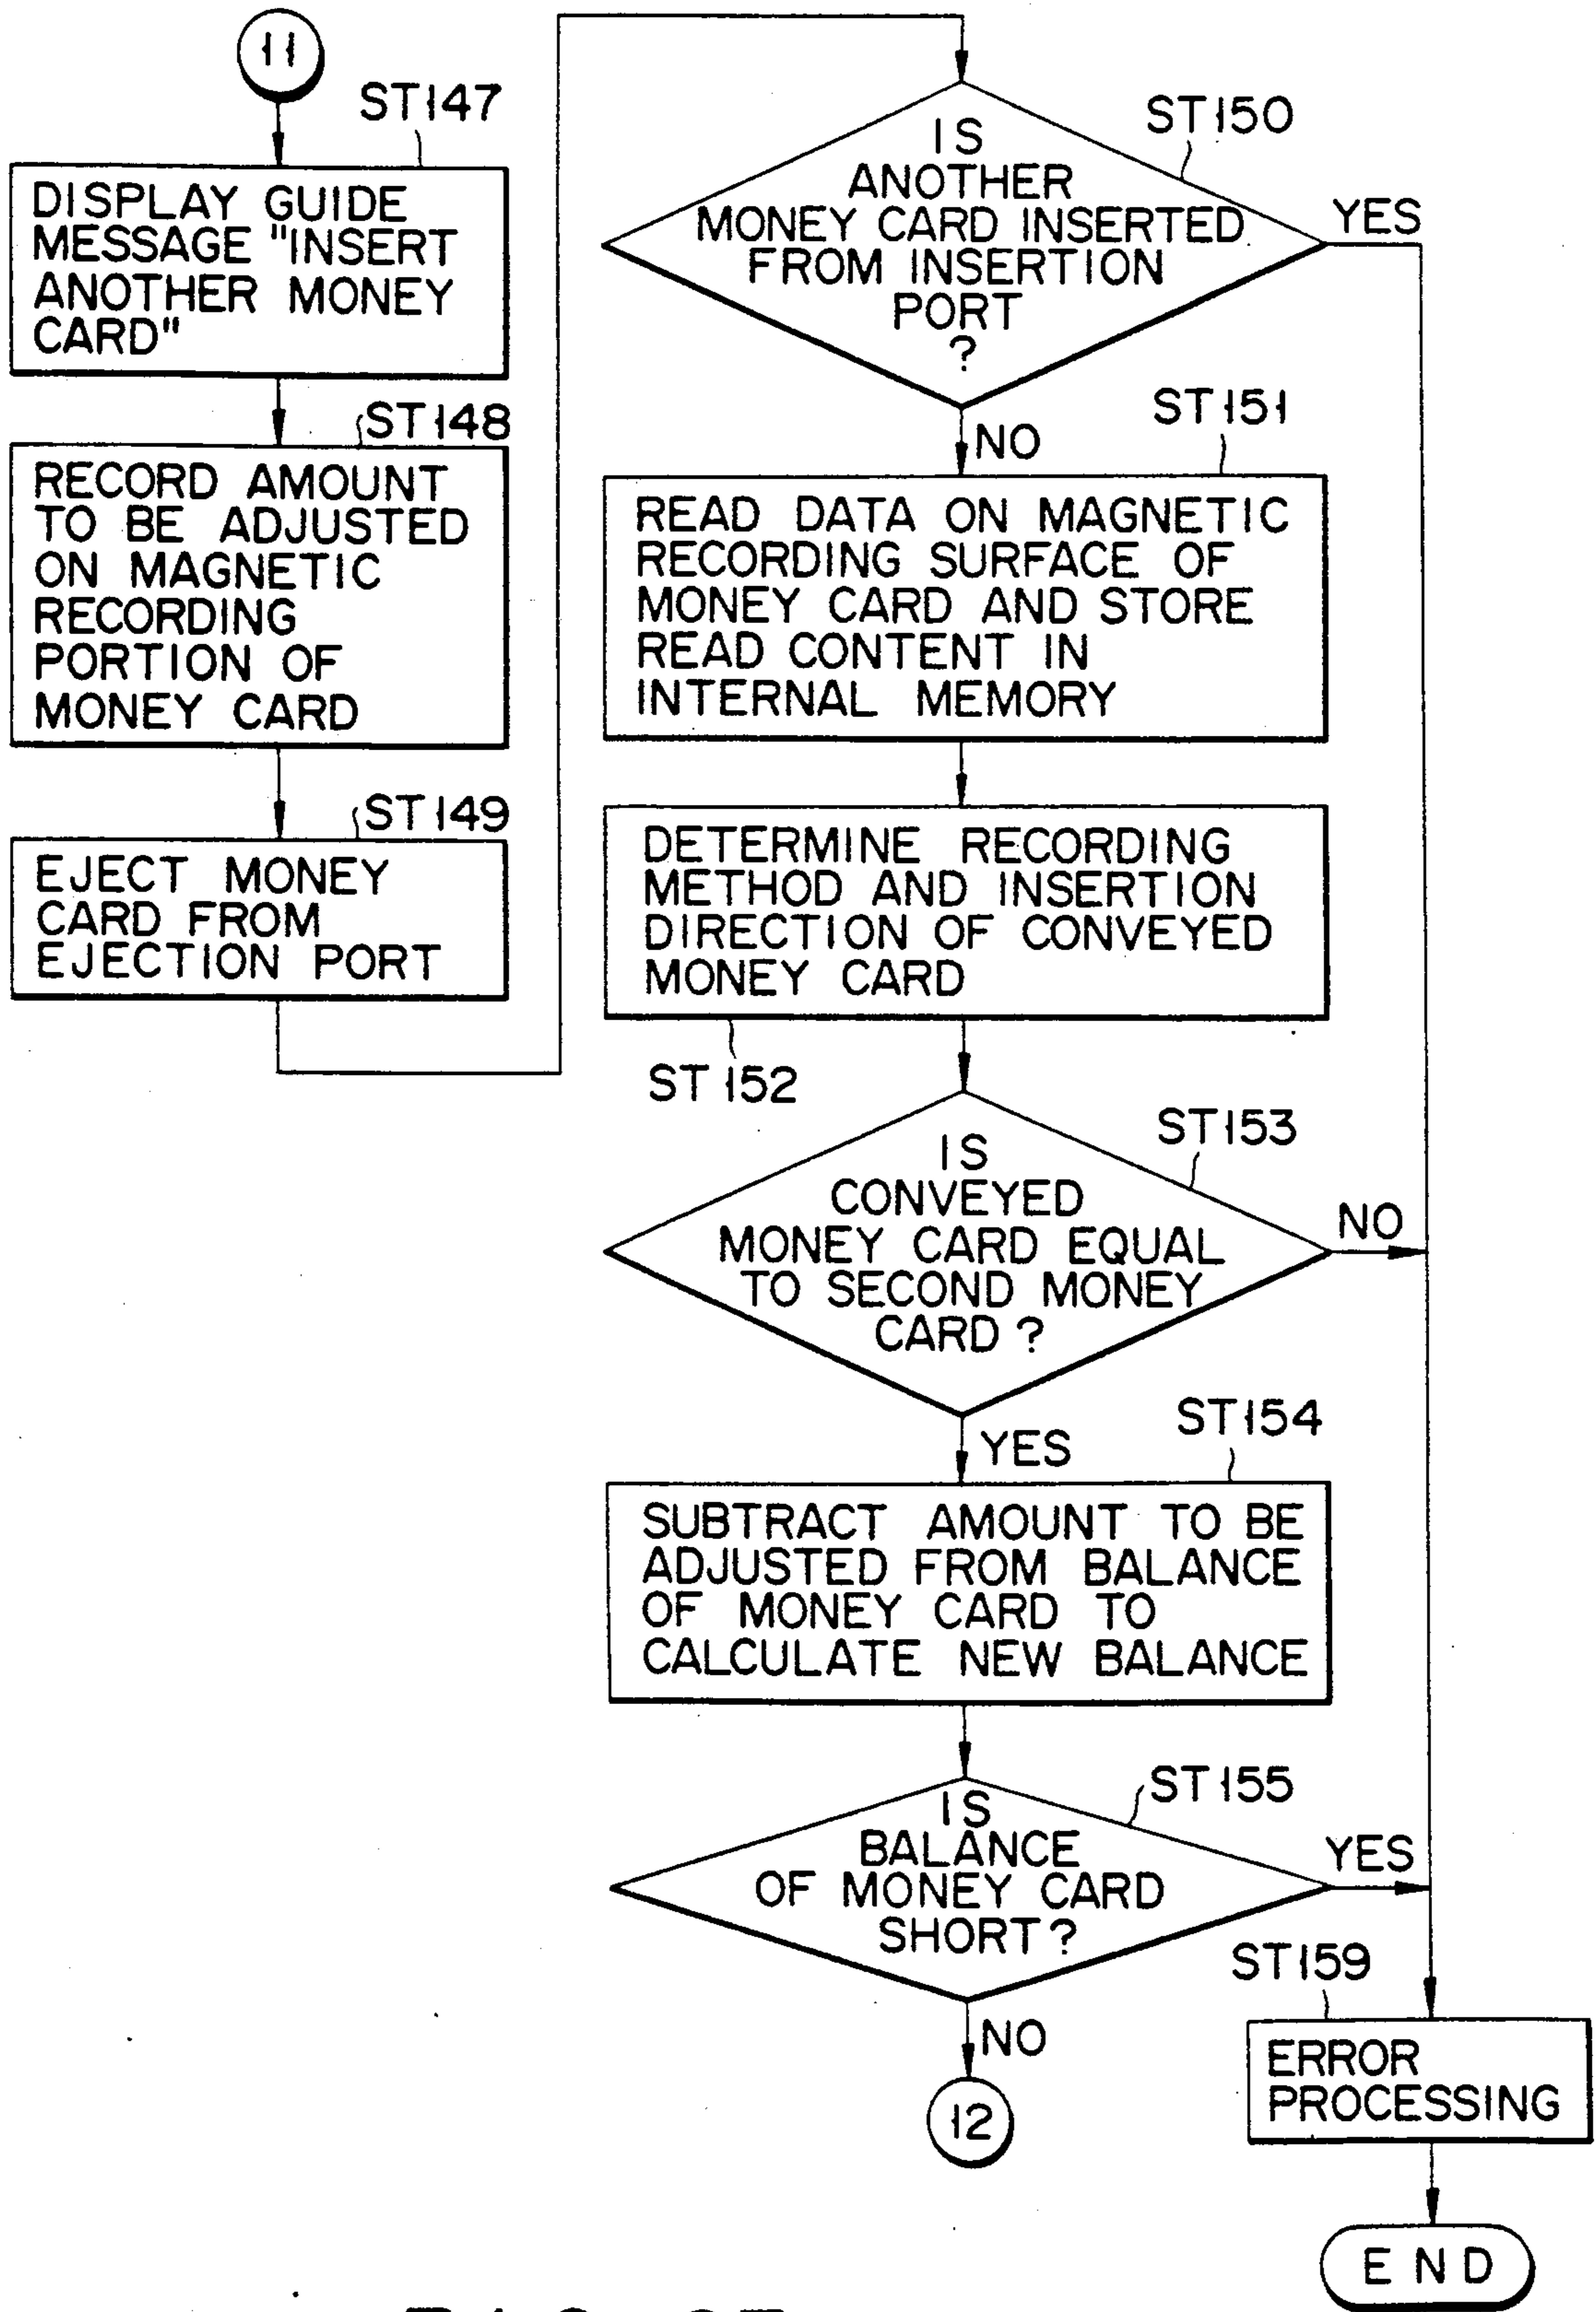 11
ST147
DISPLAY GUIDE
MESSAGE "INSERT
ANOTHER MONEY
CARD"
ST148
RECORD AMOUNT
TO BE ADJUSTED
ON MAGNETIC
RECORDING
PORTION OF
MONEY CARD
ST149
EJECT MONEY
CARD FROM
EJECTION PORT
ST150
IS
ANOTHER
MONEY CARD INSERTED
FROM INSERTION
PORT
?
YES
NO
ST151
READ DATA ON MAGNETIC
RECORDING SURFACE OF
MONEY CARD AND STORE
READ CONTENT IN
INTERNAL MEMORY
DETERMINE RECORDING
METHOD AND INSERTION
DIRECTION OF CONVEYED
MONEY CARD
ST152
ST153
IS
CONVEYED
MONEY CARD EQUAL
TO SECOND MONEY
CARD?
NO
YES
ST154
SUBTRACT AMOUNT TO BE
ADJUSTED FROM BALANCE
OF MONEY CARD TO
CALCULATE NEW BALANCE
ST155
IS
BALANCE
OF MONEY CARD
SHORT?
YES
NO
12
ST159
ERROR
PROCESSING
END